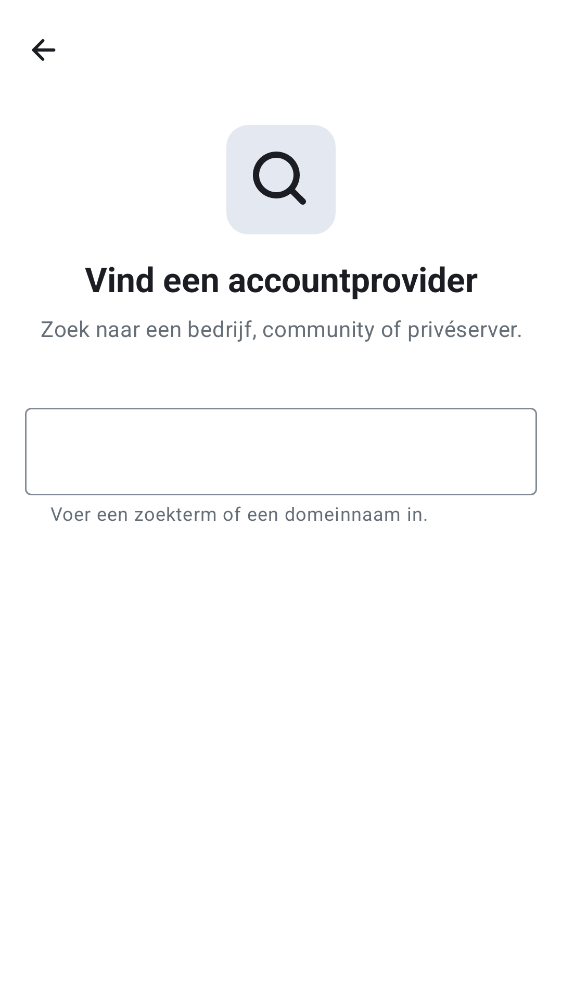 Vind een accountprovider
Zoek naar een bedrijf, community of privéserver.
Voer een zoekterm of een domeinnaam in.